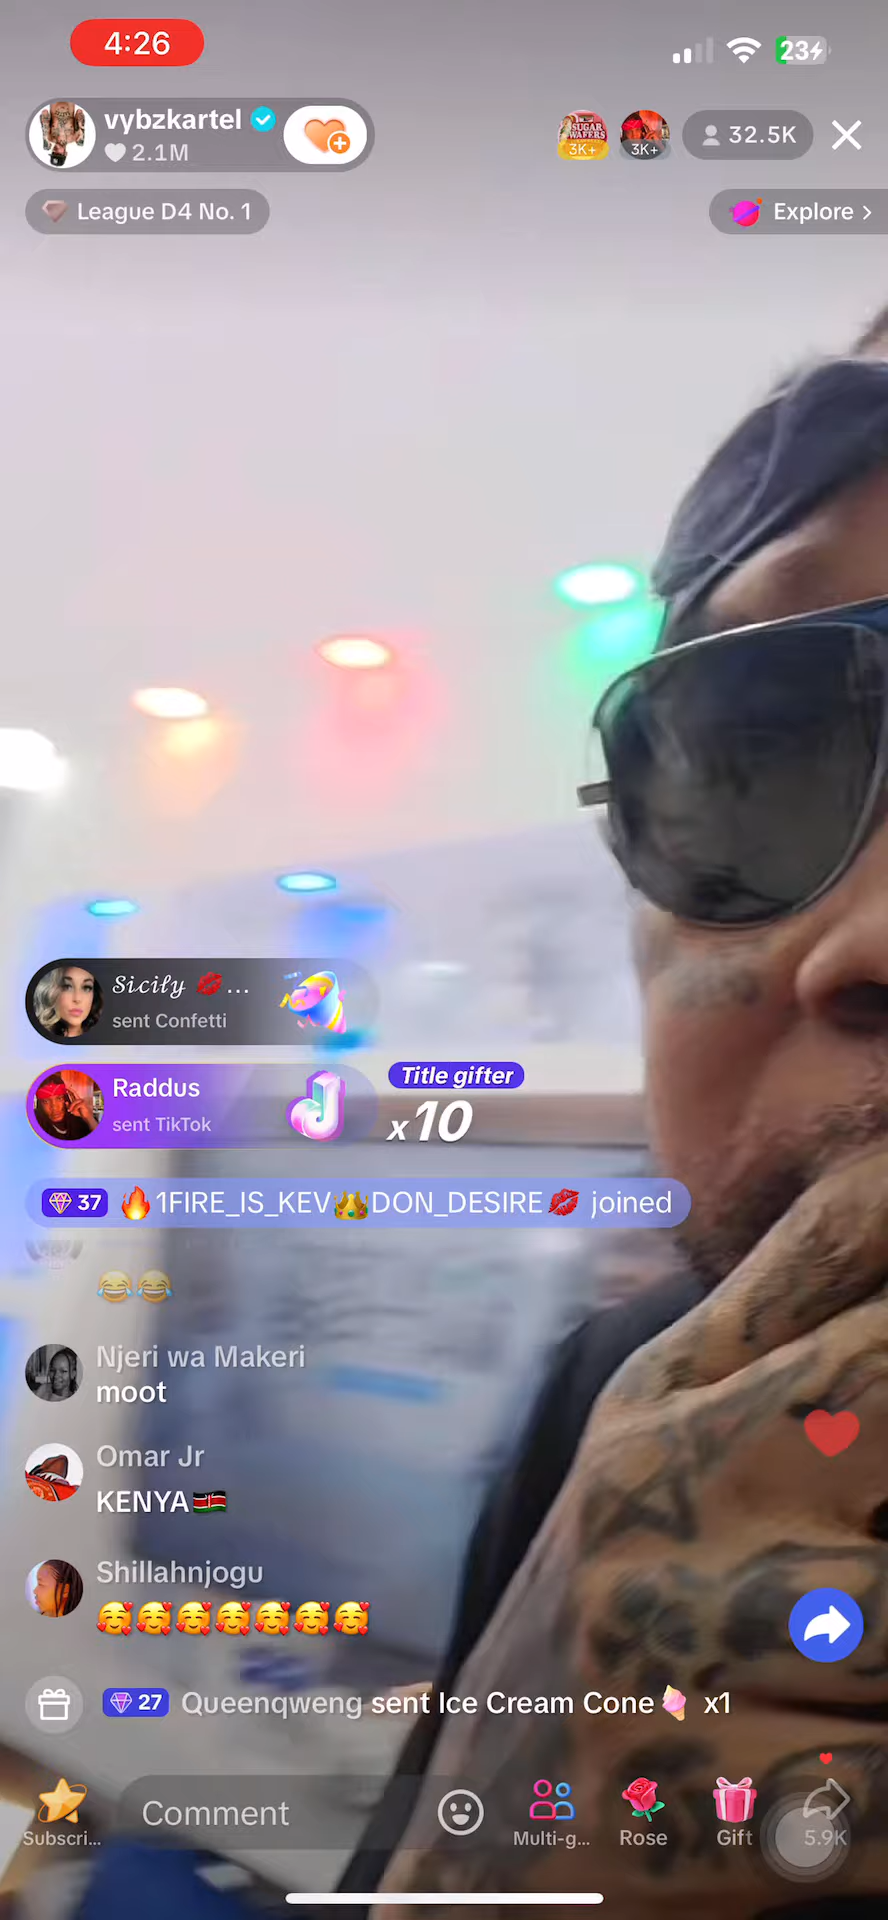 4:26
23
vybzkartel
2.1M
SUGAR WAFERS
3K+
3K+
32.5K
League D4 No. 1
Explore >
Sicily 💋...
sent Confetti
Raddus
sent TikTok
Title gifter
x10
37 🔥1FIRE_IS_KEV👑DON_DESIRE💋 joined
😂😂
Njeri wa Makeri
moot
Omar Jr
KENYA🇰🇪
Shillahnjogu
🥰🥰🥰🥰🥰🥰🥰
27 Queenqweng sent Ice Cream Cone🍦 x1
Subscri...
Comment
Multi-g...
Rose
Gift
5.9K